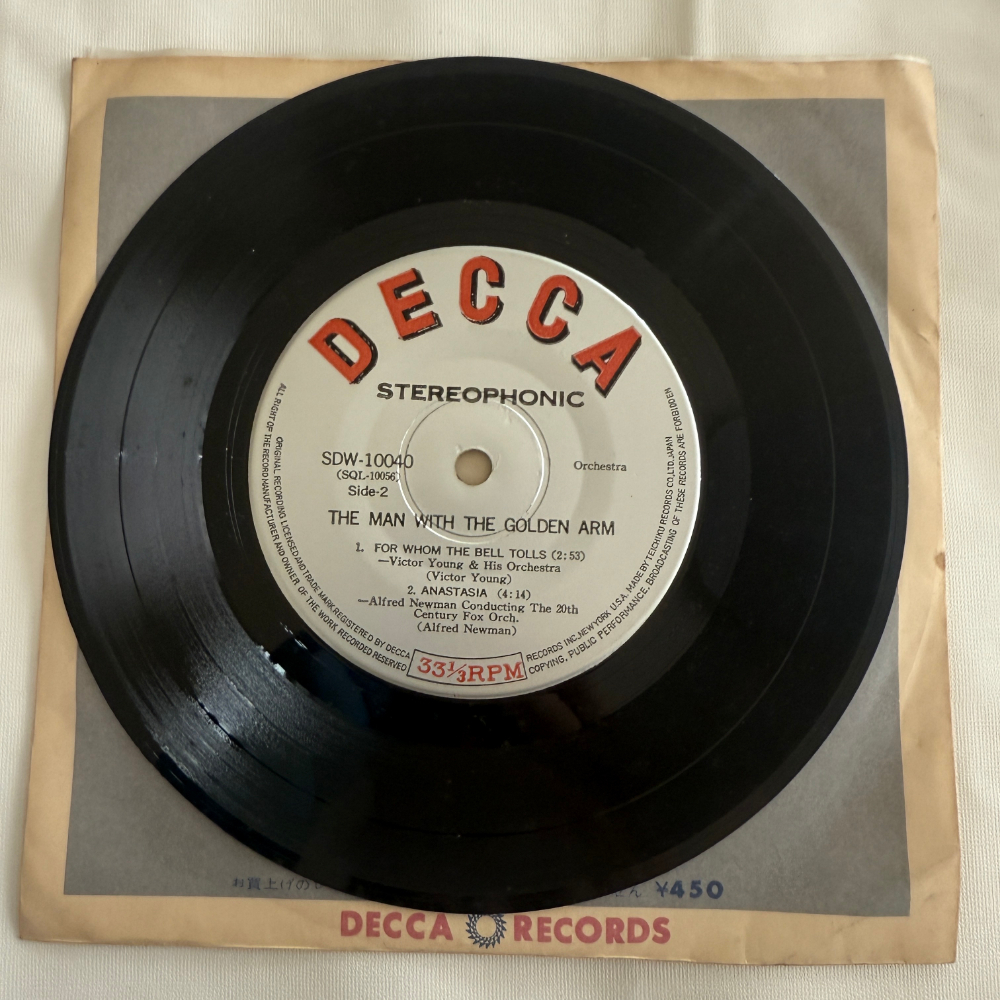 DECCA
STEREOPHONIC
SDW-10040
(SQL-10056)
Side-2
Orchestra
THE MAN WITH THE GOLDEN ARM
1. FOR WHOM THE BELL TOLLS (2:53)
—Victor Young & His Orchestra
(Victor Young)
2. ANASTASIA (4:14)
—Alfred Newman Conducting The 20th
Century Fox Orch.
(Alfred Newman)
33⅓RPM
ALL RIGHT OF THE RECORD MANUFACTURER AND OWNER OF THE WORK RECORDED RESERVED
ORIGINAL RECORDING LICENSED AND TRADE MARK REGISTERED BY DECCA
RECORDS INC. NEW YORK U.S.A. MADE BY TEICHIKU RECORDS CO., LTD. JAPAN
COPYING, PUBLIC PERFORMANCE, BROADCASTING OF THESE RECORDS ARE FORBIDDEN
お買上げの ¥450
DECCA RECORDS